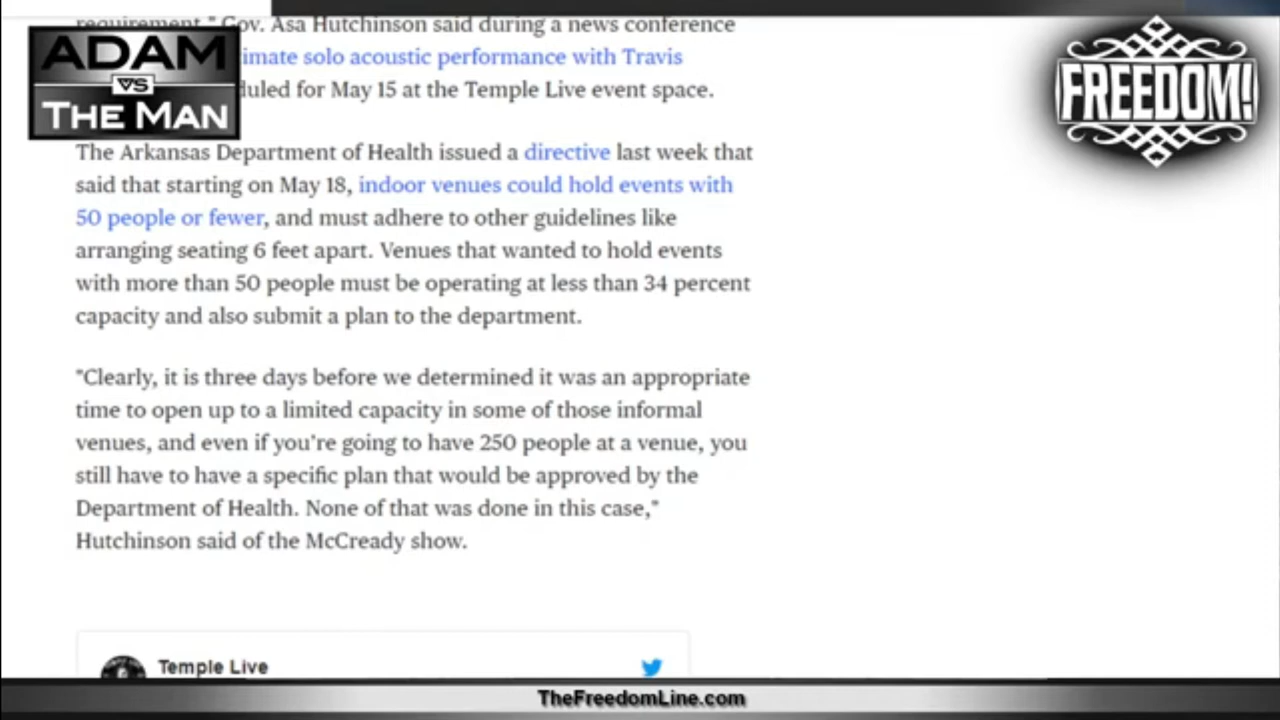 requirement," Gov. Asa Hutchinson said during a news conference
ADAM
VS
THE MAN
FREEDOM!
imate solo acoustic performance with Travis
duled for May 15 at the Temple Live event space.
The Arkansas Department of Health issued a directive last week that
said that starting on May 18, indoor venues could hold events with
50 people or fewer, and must adhere to other guidelines like
arranging seating 6 feet apart. Venues that wanted to hold events
with more than 50 people must be operating at less than 34 percent
capacity and also submit a plan to the department.
"Clearly, it is three days before we determined it was an appropriate
time to open up to a limited capacity in some of those informal
venues, and even if you're going to have 250 people at a venue, you
still have to have a specific plan that would be approved by the
Department of Health. None of that was done in this case,"
Hutchinson said of the McCready show.
Temple Live
TheFreedomLine.com